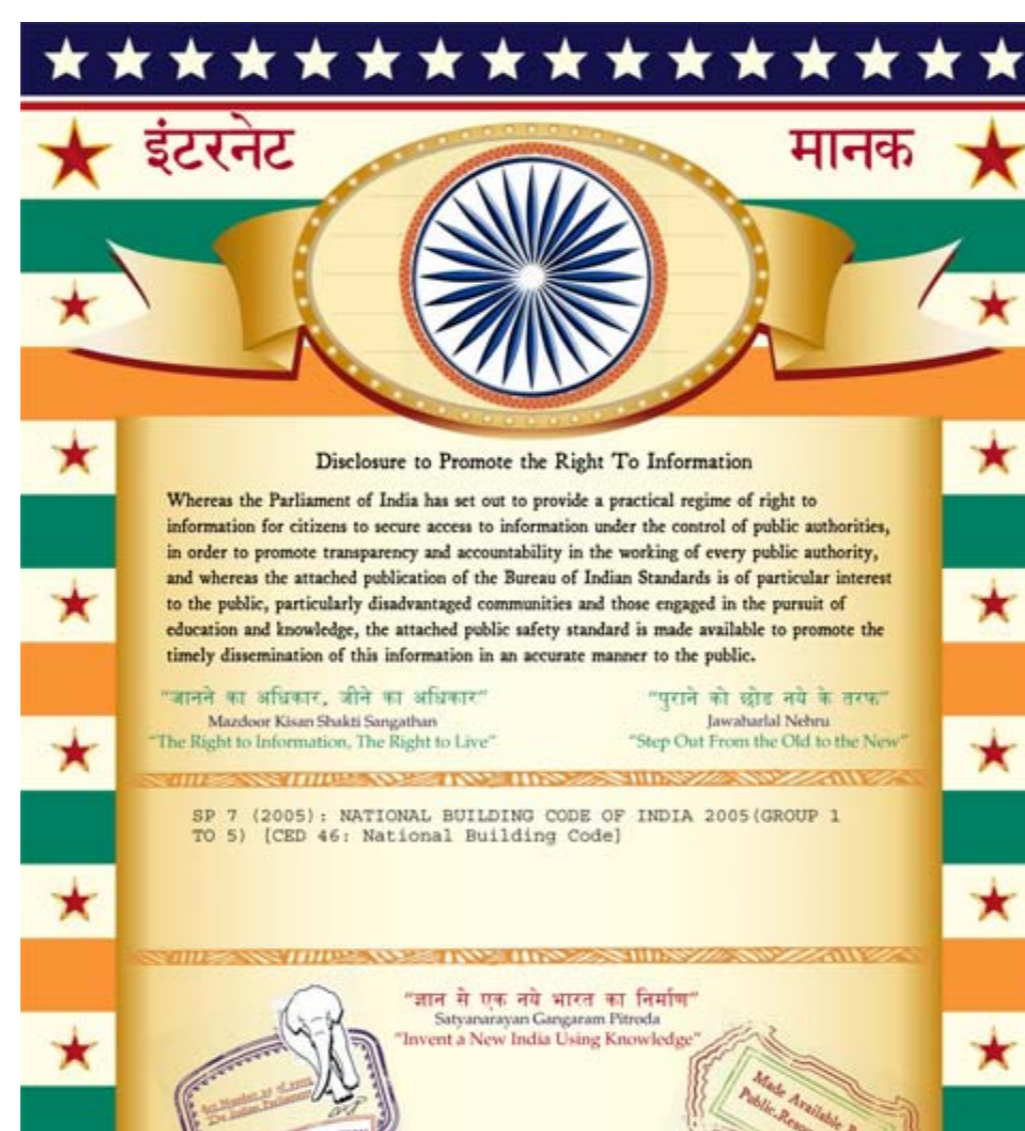 इंटरनेट मानक
Disclosure to Promote the Right To Information
Whereas the Parliament of India has set out to provide a practical regime of right to
information for citizens to secure access to information under the control of public authorities,
in order to promote transparency and accountability in the working of every public authority,
and whereas the attached publication of the Bureau of Indian Standards is of particular interest
to the public, particularly disadvantaged communities and those engaged in the pursuit of
education and knowledge, the attached public safety standard is made available to promote the
timely dissemination of this information in an accurate manner to the public.
“जानने का अधिकार, जीने का अधिकार”
Mazdoor Kisan Shakti Sangathan
“The Right to Information, The Right to Live”
“पुराने को छोड नये के तरफ”
Jawaharlal Nehru
“Step Out From the Old to the New”
SP 7 (2005): NATIONAL BUILDING CODE OF INDIA 2005(GROUP 1
TO 5) [CED 46: National Building Code]
“ज्ञान से एक नये भारत का निर्माण”
Satyanarayan Gangaram Pitroda
“Invent a New India Using Knowledge”
The Indian Parliament
Made Available